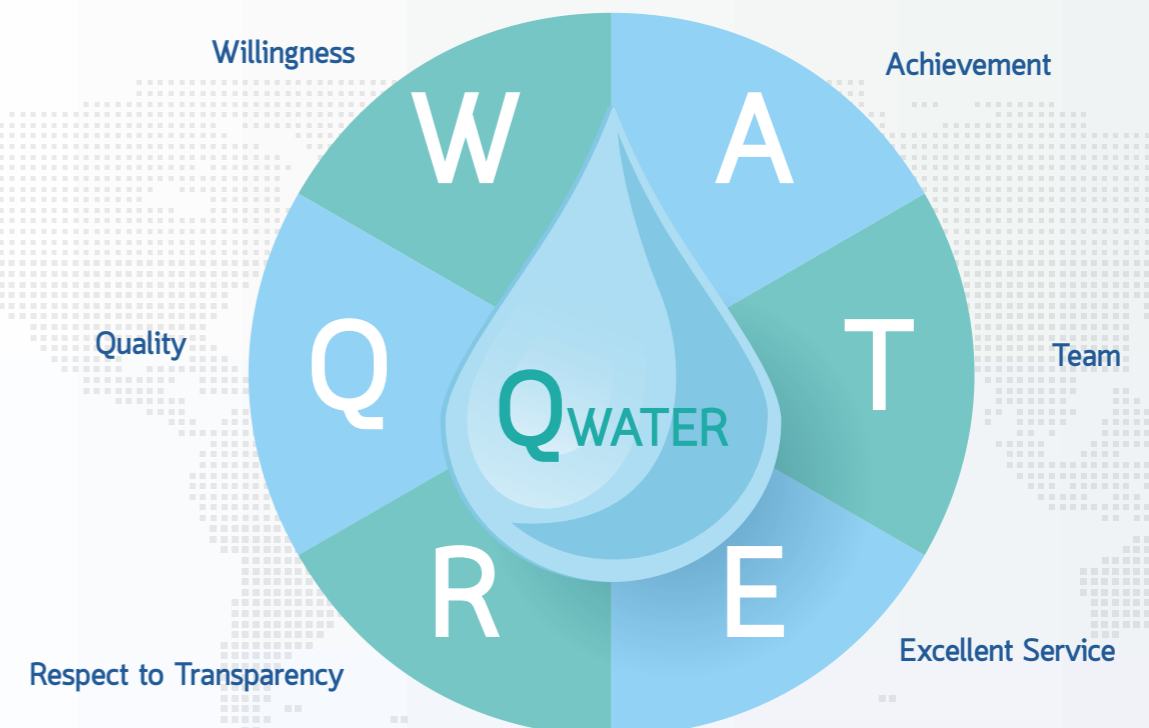 Willingness
Achievement
W
A
Quality
Q
T
Team
QWATER
R
E
Respect to Transparency
Excellent Service